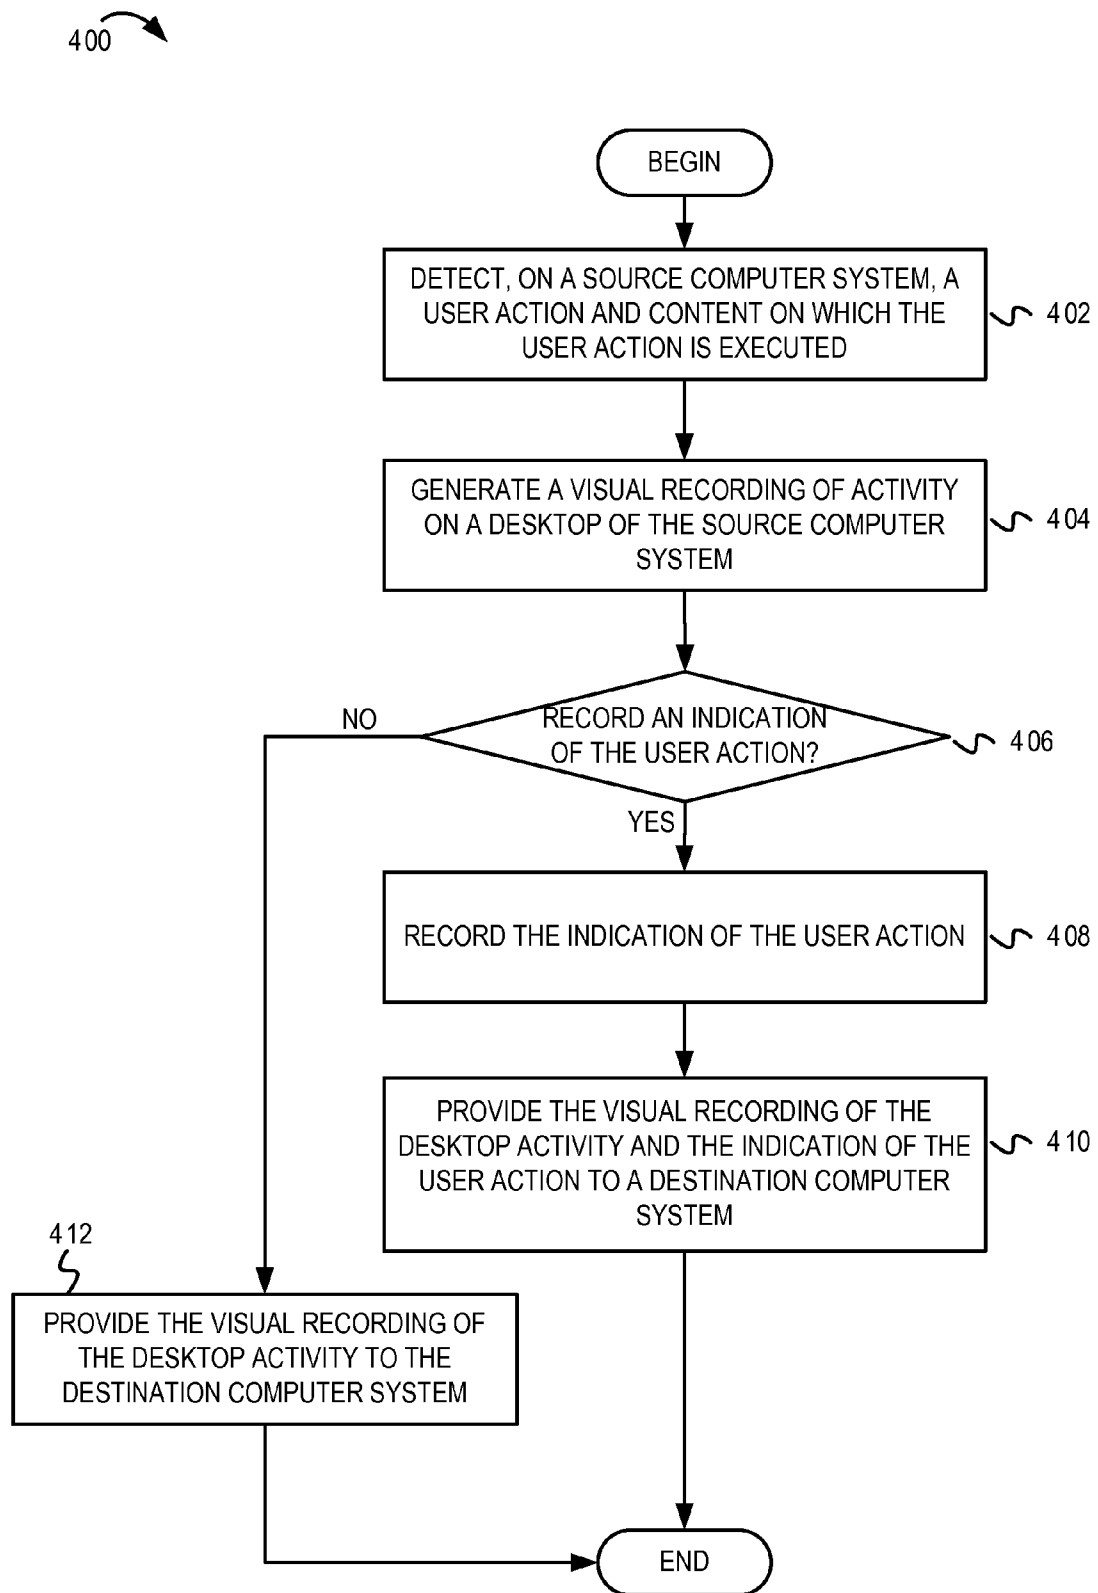 400
BEGIN
DETECT, ON A SOURCE COMPUTER SYSTEM, A
USER ACTION AND CONTENT ON WHICH THE
USER ACTION IS EXECUTED
402
GENERATE A VISUAL RECORDING OF ACTIVITY
ON A DESKTOP OF THE SOURCE COMPUTER
SYSTEM
404
RECORD AN INDICATION
OF THE USER ACTION?
406
NO
YES
RECORD THE INDICATION OF THE USER ACTION
408
PROVIDE THE VISUAL RECORDING OF THE
DESKTOP ACTIVITY AND THE INDICATION OF THE
USER ACTION TO A DESTINATION COMPUTER
SYSTEM
410
412
PROVIDE THE VISUAL RECORDING OF
THE DESKTOP ACTIVITY TO THE
DESTINATION COMPUTER SYSTEM
END